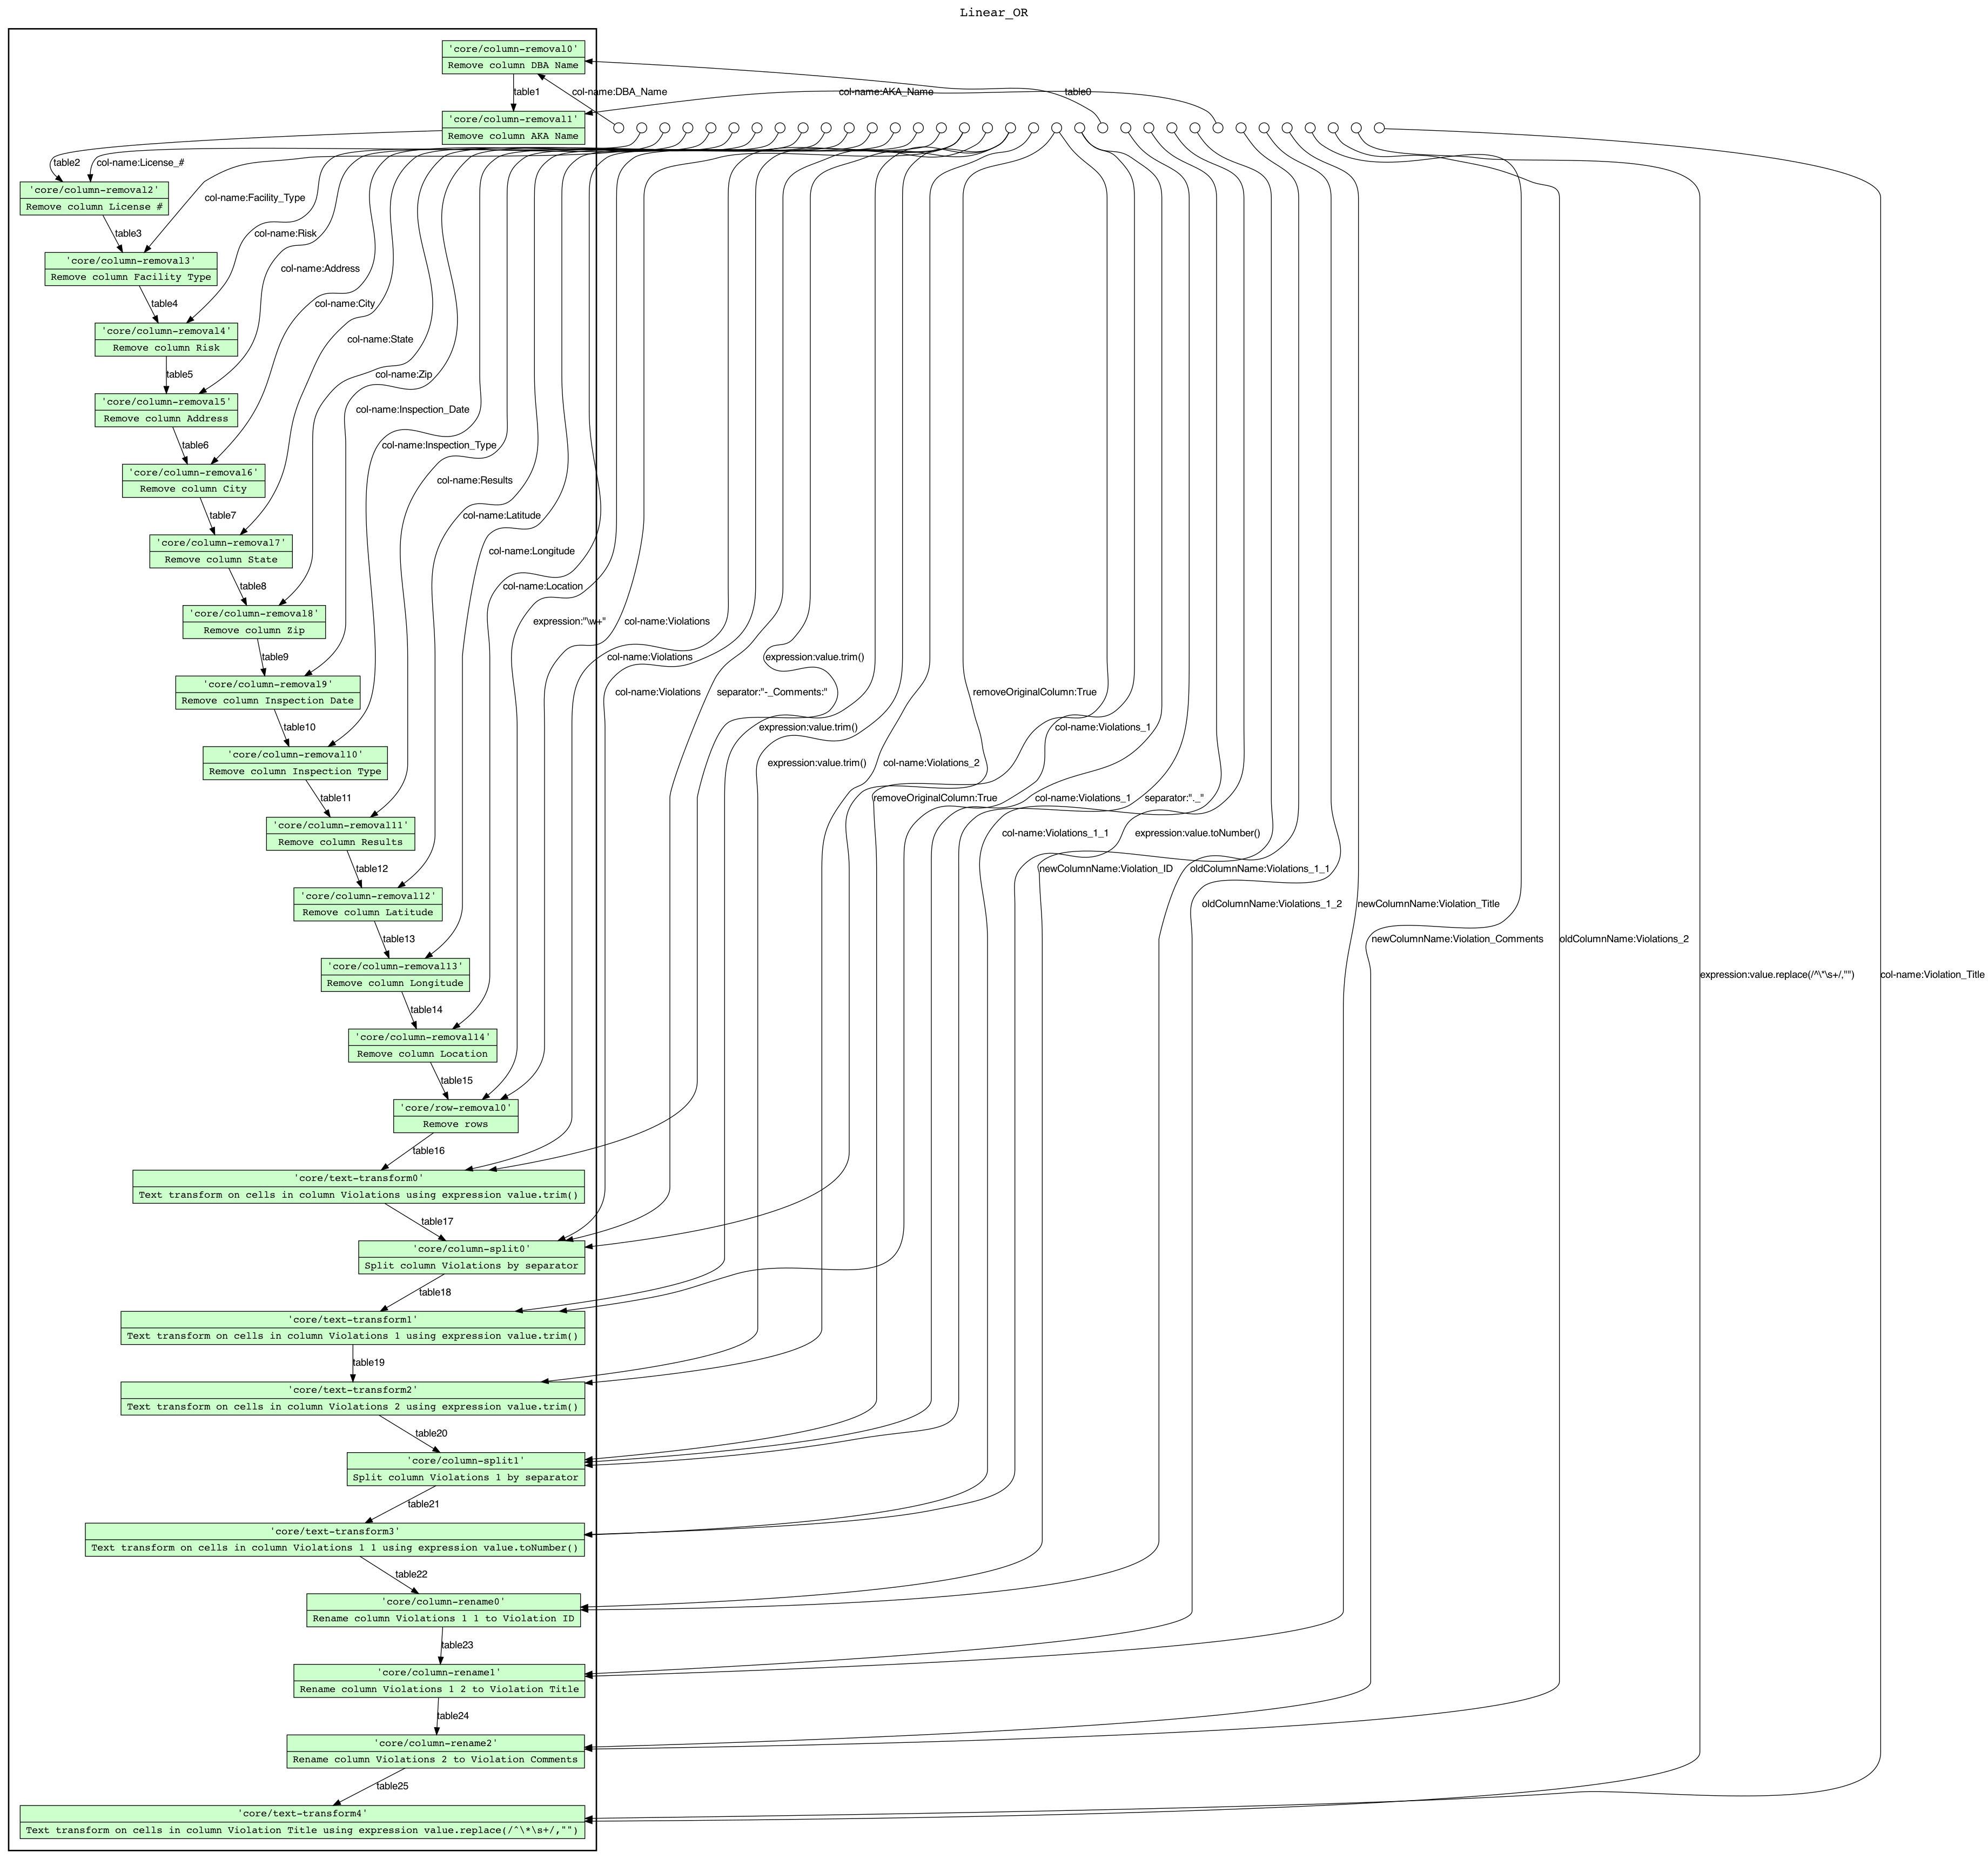 Linear_OR
'core/column-removal0'
Remove column DBA Name
table1
col-name:DBA_Name
col-name:AKA_Name
table0
'core/column-removal1'
Remove column AKA Name
table2
col-name:License_#
'core/column-removal2'
Remove column License #
col-name:Facility_Type
table3
col-name:Risk
'core/column-removal3'
Remove column Facility Type
col-name:Address
table4
col-name:City
'core/column-removal4'
Remove column Risk
col-name:State
table5
col-name:Zip
'core/column-removal5'
Remove column Address
col-name:Inspection_Date
table6
col-name:Inspection_Type
'core/column-removal6'
Remove column City
col-name:Results
table7
col-name:Latitude
'core/column-removal7'
Remove column State
col-name:Longitude
table8
col-name:Location
'core/column-removal8'
Remove column Zip
expression:"\w+"
col-name:Violations
table9
col-name:Violations
expression:value.trim()
'core/column-removal9'
Remove column Inspection Date
col-name:Violations
separator:"-_Comments:"
removeOriginalColumn:True
table10
expression:value.trim()
col-name:Violations_1
'core/column-removal10'
Remove column Inspection Type
expression:value.trim()
col-name:Violations_2
table11
removeOriginalColumn:True
col-name:Violations_1
separator:"._"
'core/column-removal11'
Remove column Results
col-name:Violations_1_1
expression:value.toNumber()
table12
newColumnName:Violation_ID
oldColumnName:Violations_1_1
'core/column-removal12'
Remove column Latitude
oldColumnName:Violations_1_2
newColumnName:Violation_Title
table13
newColumnName:Violation_Comments
oldColumnName:Violations_2
'core/column-removal13'
Remove column Longitude
expression:value.replace(/^\*\s+/,"")
col-name:Violation_Title
table14
'core/column-removal14'
Remove column Location
table15
'core/row-removal0'
Remove rows
table16
'core/text-transform0'
Text transform on cells in column Violations using expression value.trim()
table17
'core/column-split0'
Split column Violations by separator
table18
'core/text-transform1'
Text transform on cells in column Violations 1 using expression value.trim()
table19
'core/text-transform2'
Text transform on cells in column Violations 2 using expression value.trim()
table20
'core/column-split1'
Split column Violations 1 by separator
table21
'core/text-transform3'
Text transform on cells in column Violations 1 1 using expression value.toNumber()
table22
'core/column-rename0'
Rename column Violations 1 1 to Violation ID
table23
'core/column-rename1'
Rename column Violations 1 2 to Violation Title
table24
'core/column-rename2'
Rename column Violations 2 to Violation Comments
table25
'core/text-transform4'
Text transform on cells in column Violation Title using expression value.replace(/^\*\s+/,"")